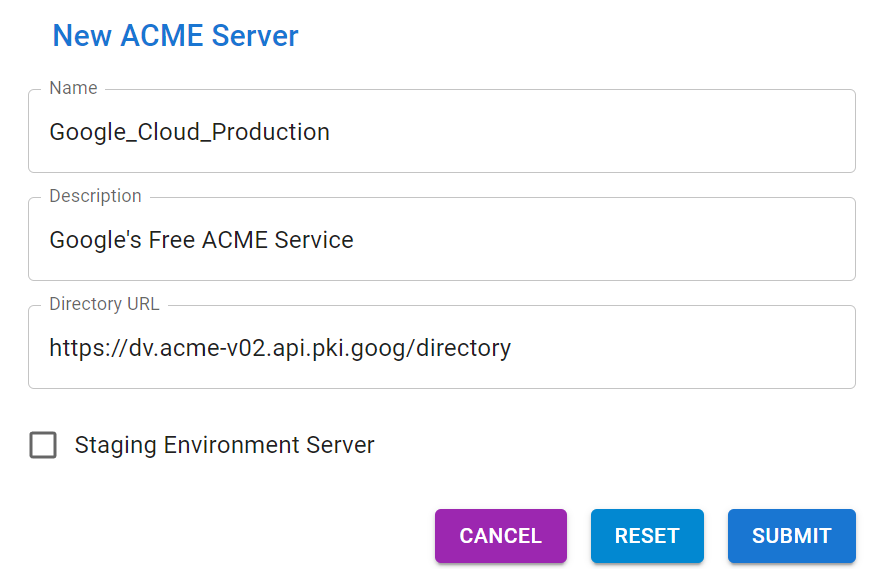 New ACME Server
Name
Google_Cloud_Production
Description
Google's Free ACME Service
Directory URL
https://dv.acme-v02.api.pki.goog/directory
Staging Environment Server
CANCEL RESET SUBMIT